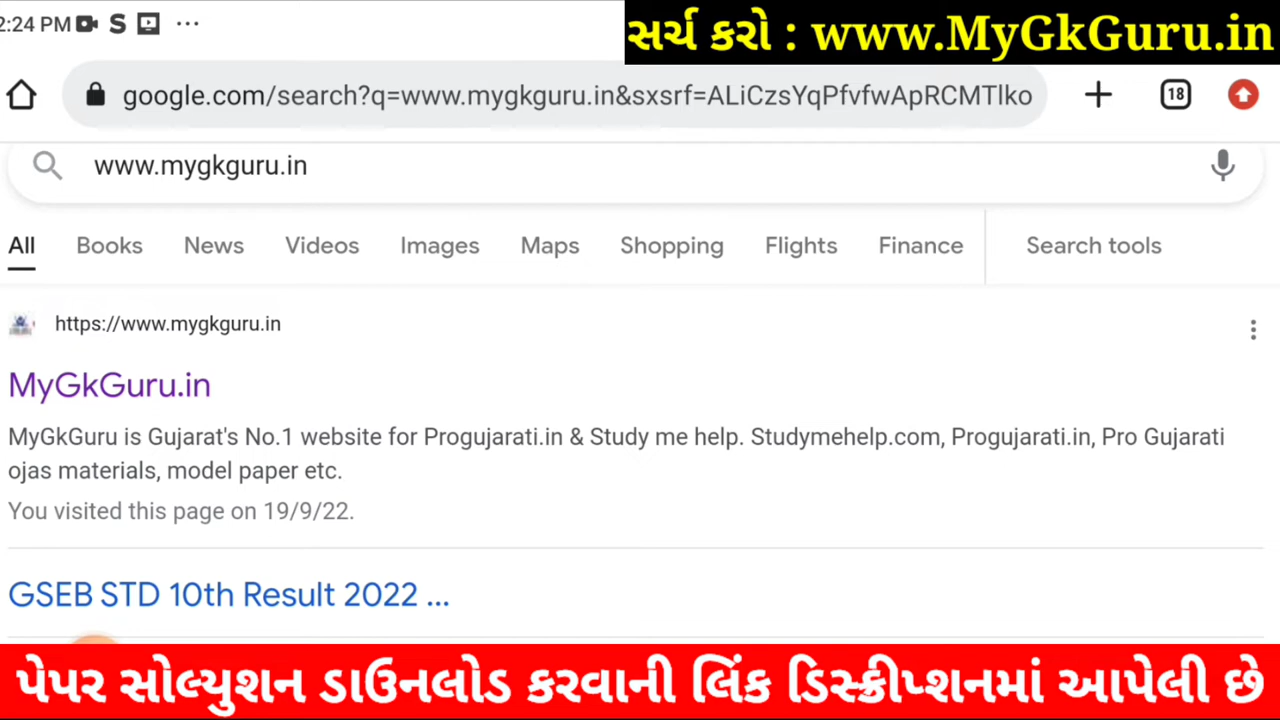 2:24 PM S ...
સર્ચ કરો : www.MyGkGuru.in
google.com/search?q=www.mygkguru.in&sxsrf=ALiCzsYqPfvfwApRCMTlko
18
www.mygkguru.in
All Books News Videos Images Maps Shopping Flights Finance Search tools
https://www.mygkguru.in
MyGkGuru.in
MyGkGuru is Gujarat's No.1 website for Progujarati.in & Study me help. Studymehelp.com, Progujarati.in, Pro Gujarati
ojas materials, model paper etc.
You visited this page on 19/9/22.
GSEB STD 10th Result 2022 ...
પેપર સોલ્યુશન ડાઉનલોડ કરવાની લિંક ડિસ્ક્રીપ્શનમાં આપેલી છે